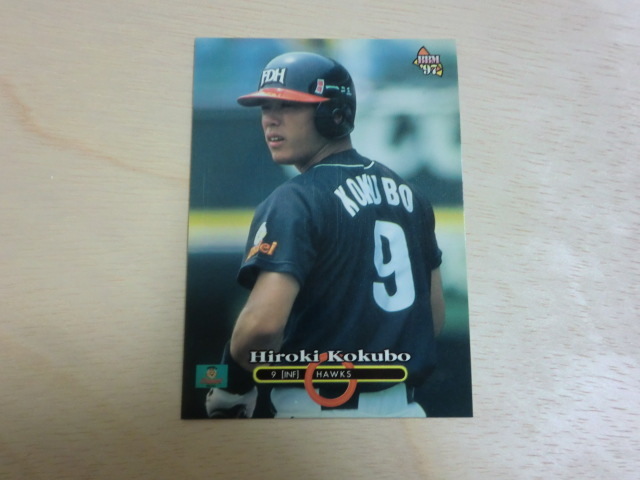 BBM
'97
FDH
KOKUBO
9
Hiroki Kokubo
9 [INF] HAWKS